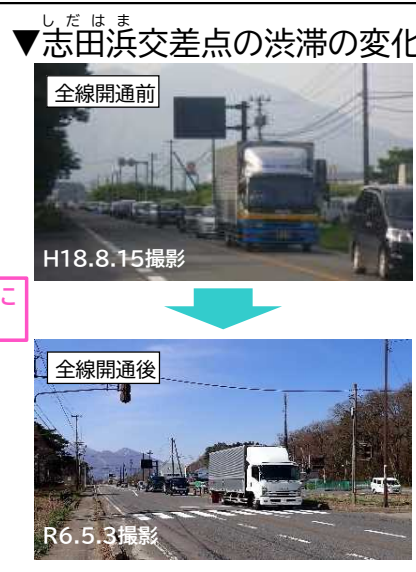 しだはま
▼志田浜交差点の渋滞の変化
全線開通前
H18.8.15撮影
に
全線開通後
R6.5.3撮影